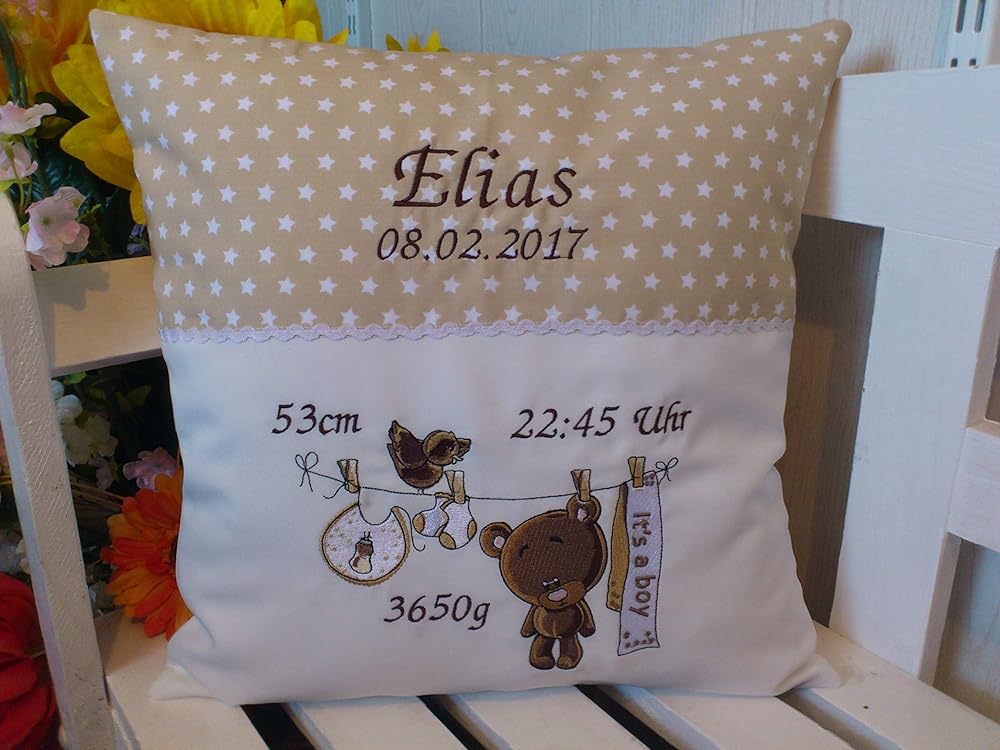 Elias
08.02.2017
53cm
22:45 Uhr
It's a boy
3650g